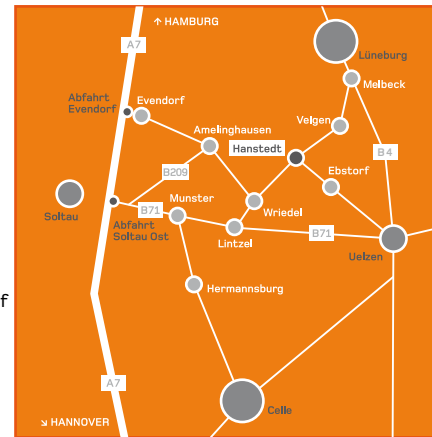 ↑ HAMBURG
A7
Lüneburg
Melbeck
Abfahrt
Evendorf
Evendorf
Velgen
Amelinghausen
Hanstedt
B4
B209
Ebstorf
Munster
Wriedel
Soltau
B71
Abfahrt
Soltau Ost
Lintzel
B71
Uelzen
Hermannsburg
f
A7
Celle
↘ HANNOVER